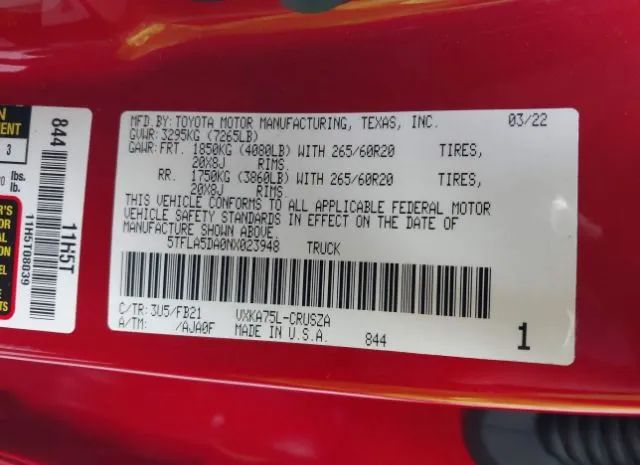 MFD.BY:TOYOTA MOTOR MANUFACTURING, TEXAS, INC. 03/22
GVWR:3295KG (7265LB)
GAWR:FRT. 1850KG (4080LB) WITH 265/60R20 TIRES,
20X8J RIMS,
RR. 1750KG (3860LB) WITH 265/60R20 TIRES,
20X8J RIMS.
THIS VEHICLE CONFORMS TO ALL APPLICABLE FEDERAL MOTOR
VEHICLE SAFETY STANDARDS IN EFFECT ON THE DATE OF
MANUFACTURE SHOWN ABOVE.
5TFLA5DA0NX023948 TRUCK
C/TR:3U5/FB21 VXKA75L-CRUSZA
A/TM: /AJA0F MADE IN U.S.A. 844 1
844
11H5T
11H5T08039
3
lbs.
lb.